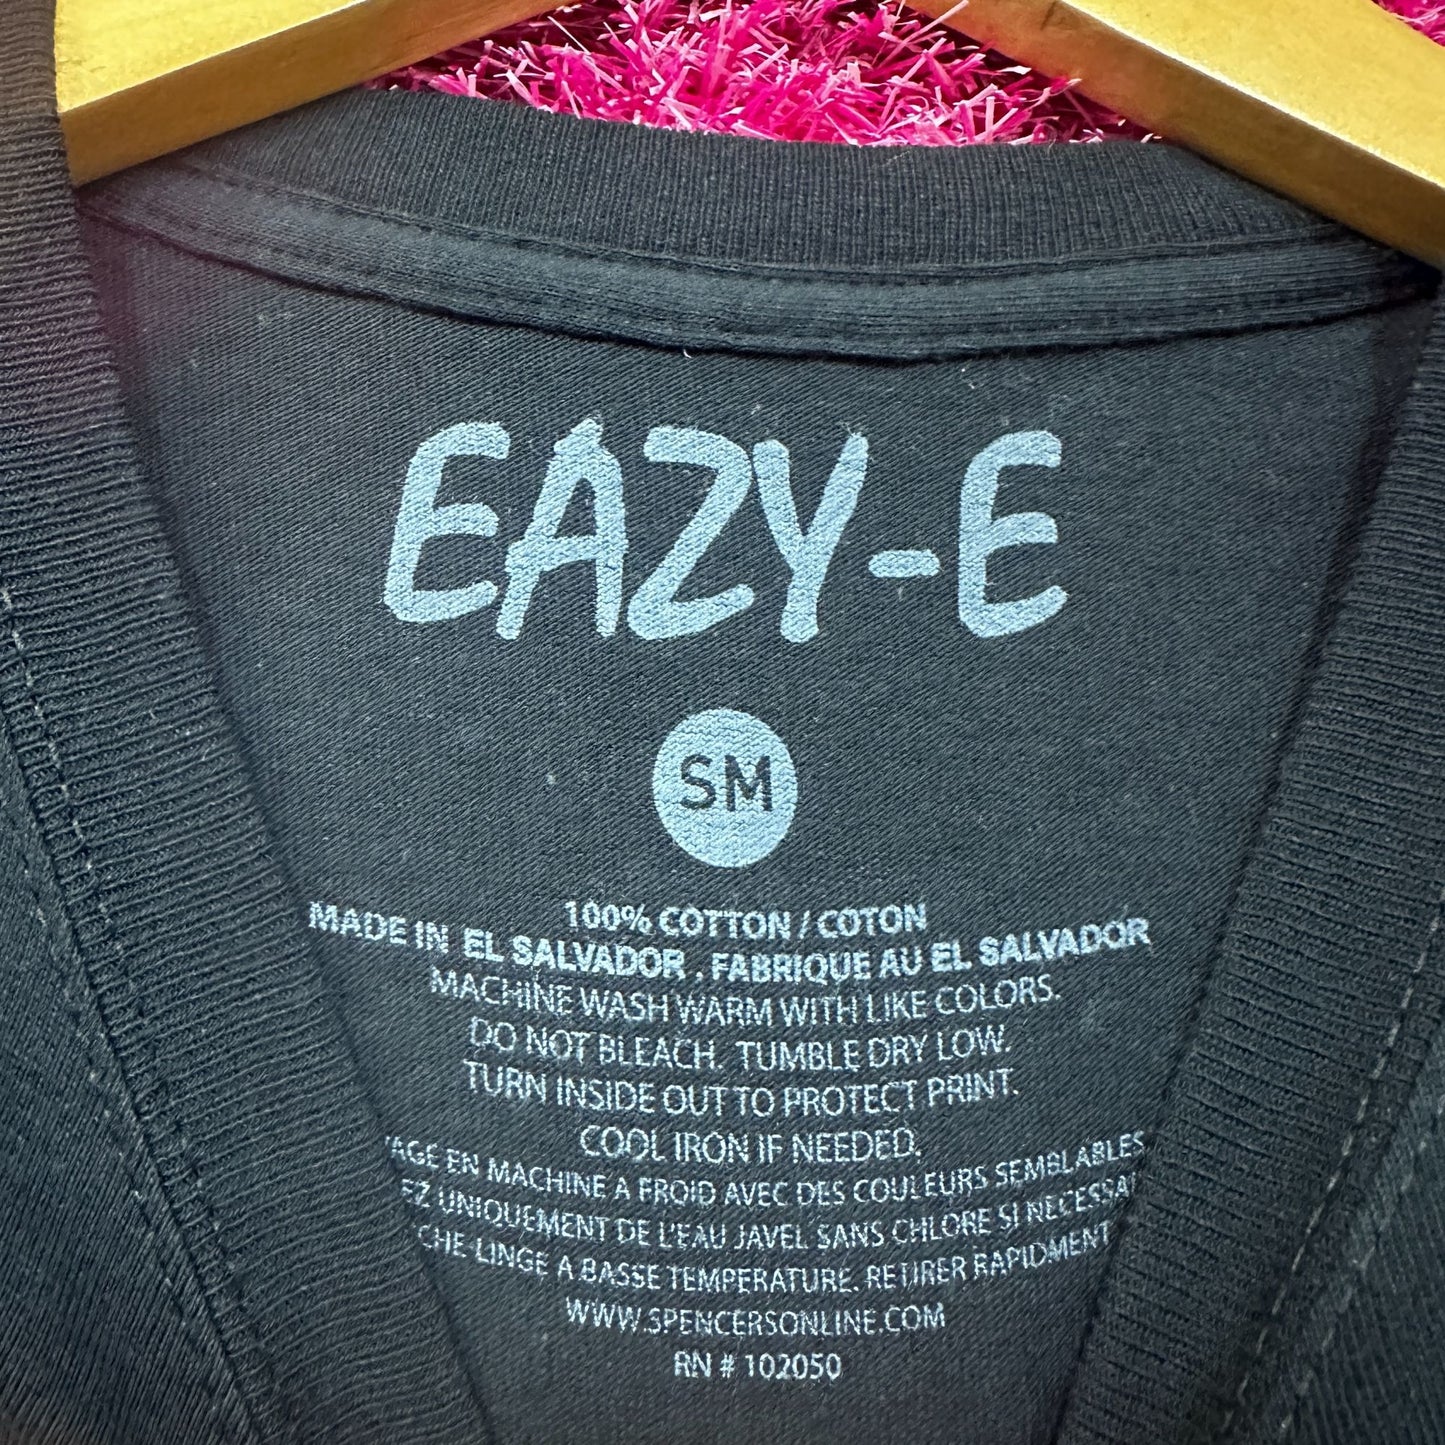 EAZY-E
SM
100% COTTON / COTON
MADE IN EL SALVADOR . FABRIQUE AU EL SALVADOR
MACHINE WASH WARM WITH LIKE COLORS.
DO NOT BLEACH. TUMBLE DRY LOW.
TURN INSIDE OUT TO PROTECT PRINT.
COOL IRON IF NEEDED.
EN MACHINE A FROID AVEC DES COULEURS SEMBLABLES
UNIQUEMENT DE L'EAU JAVEL SANS CHLORE SI
A BASSE TEMPERATURE. RETIRER RAPIDMENT
WWW.SPENCERSONLINE.COM
RN # 102050